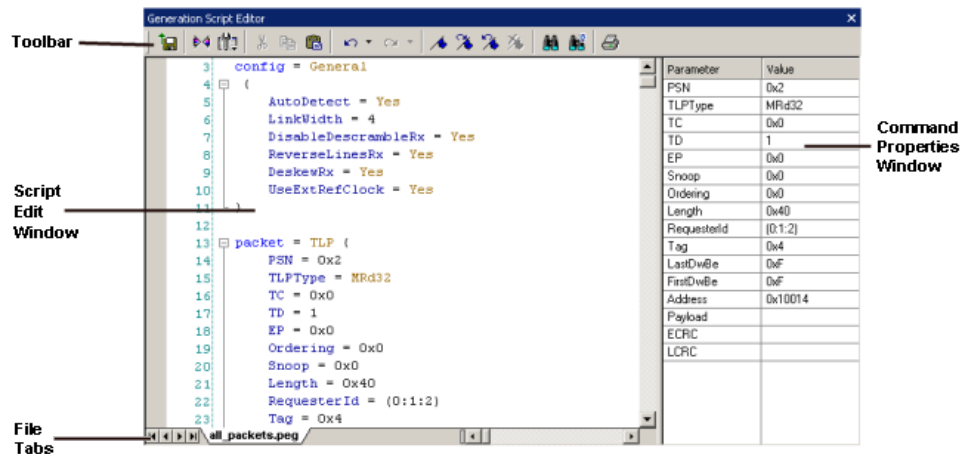 Generation Script Editor
Toolbar
3 config = General
4 (
5 AutoDetect = Yes
6 LinkWidth = 4
7 DisableDescrambleRx = Yes
8 ReverseLinesRx = Yes
9 DeskewRx = Yes
10 UseExtRefClock = Yes
11 )
12
13 packet = TLP (
14 PSN = 0x2
15 TLPType = MRd32
16 TC = 0x0
17 TD = 1
18 EP = 0x0
19 Ordering = 0x0
20 Snoop = 0x0
21 Length = 0x40
22 RequesterId = (0:1:2)
23 Tag = 0x4
Script
Edit
Window
File
Tabs
all_packets.peg
Parameter Value
PSN 0x2
TLPType MRd32
TC 0x0
TD 1
EP 0x0
Snoop 0x0
Ordering 0x0
Length 0x40
RequesterId (0:1:2)
Tag 0x4
LastDwBe 0xF
FirstDwBe 0xF
Address 0x10014
Payload
ECRC
LCRC
Command
Properties
Window